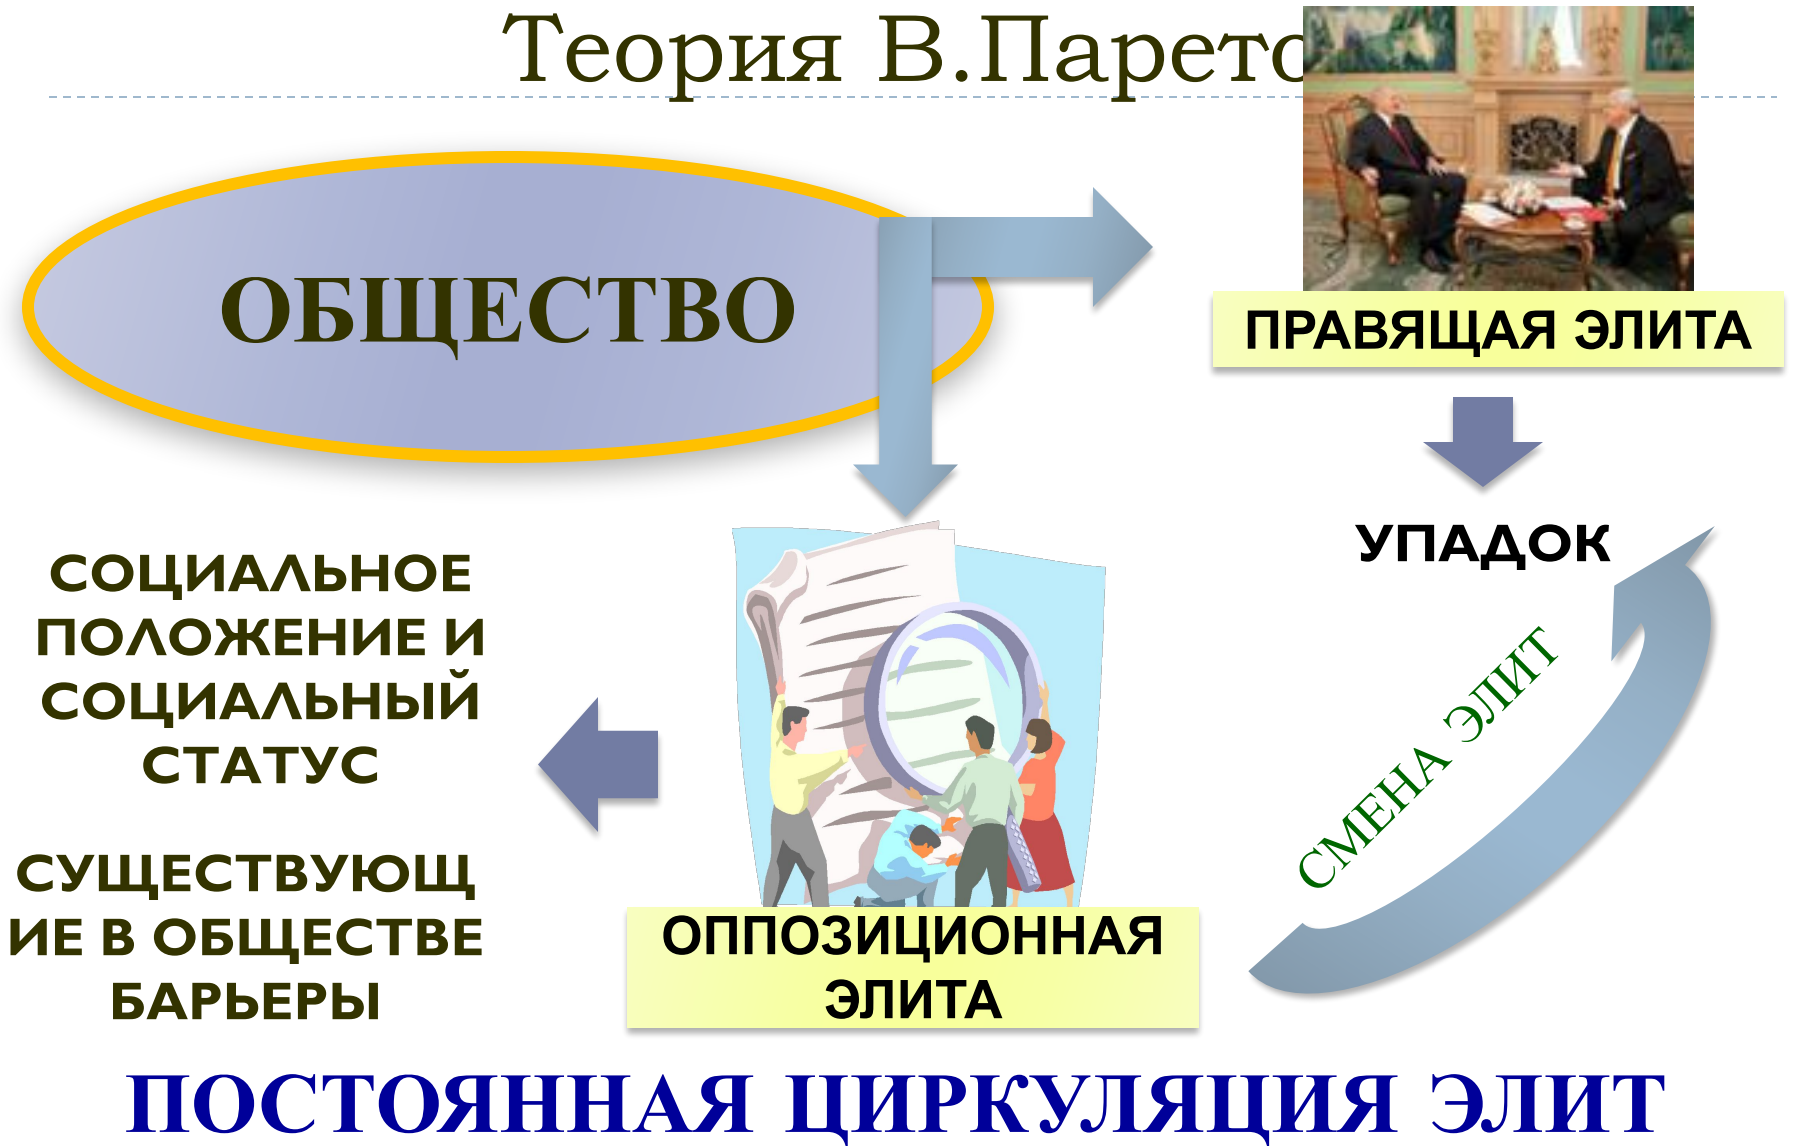 Теория В.Парето
ОБЩЕСТВО
ПРАВЯЩАЯ ЭЛИТА
УПАДОК
СМЕНА ЭЛИТ
СОЦИАЛЬНОЕ
ПОЛОЖЕНИЕ И
СОЦИАЛЬНЫЙ
СТАТУС
СУЩЕСТВУЮЩ
ИЕ В ОБЩЕСТВЕ
БАРЬЕРЫ
ОППОЗИЦИОННАЯ
ЭЛИТА
ПОСТОЯННАЯ ЦИРКУЛЯЦИЯ ЭЛИТ